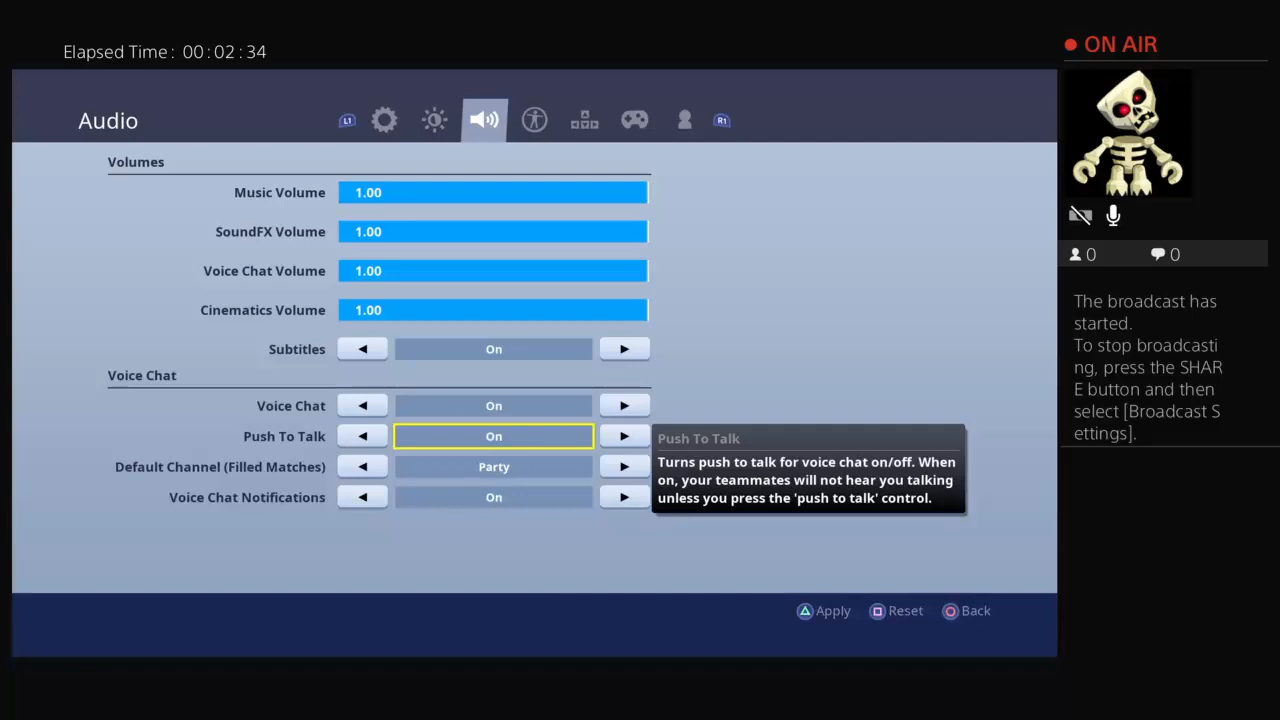 Elapsed Time: 00:02:34
ON AIR
Audio
L1
R1
Volumes
Music Volume 1.00
SoundFX Volume 1.00
Voice Chat Volume 1.00
Cinematics Volume 1.00
Subtitles On
Voice Chat
Voice Chat On
Push To Talk On
Default Channel (Filled Matches) Party
Voice Chat Notifications On
Push To Talk
Turns push to talk for voice chat on/off. When
on, your teammates will not hear you talking
unless you press the 'push to talk' control.
Apply Reset Back
0 0
The broadcast has
started.
To stop broadcasti
ng, press the SHAR
E button and then
select [Broadcast S
ettings].